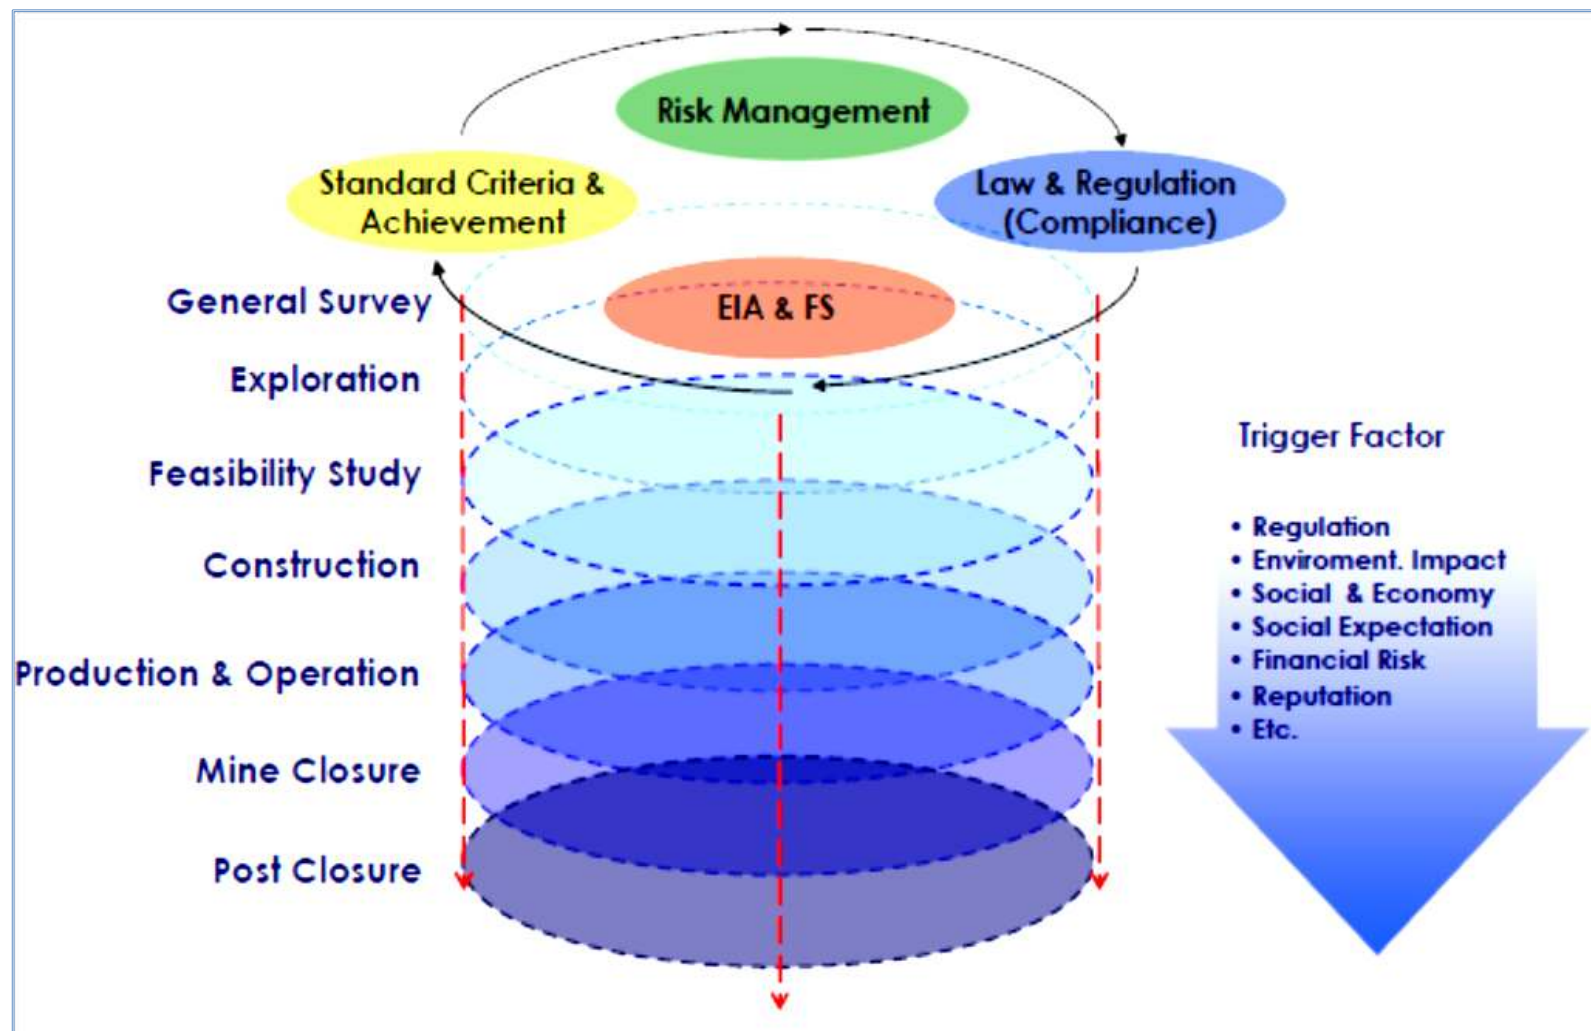 Risk Management
Standard Criteria &
Achievement
Law & Regulation
(Compliance)
EIA & FS
General Survey
Exploration
Feasibility Study
Construction
Production & Operation
Mine Closure
Post Closure
Trigger Factor
• Regulation
• Enviroment. Impact
• Social & Economy
• Social Expectation
• Financial Risk
• Reputation
• Etc.